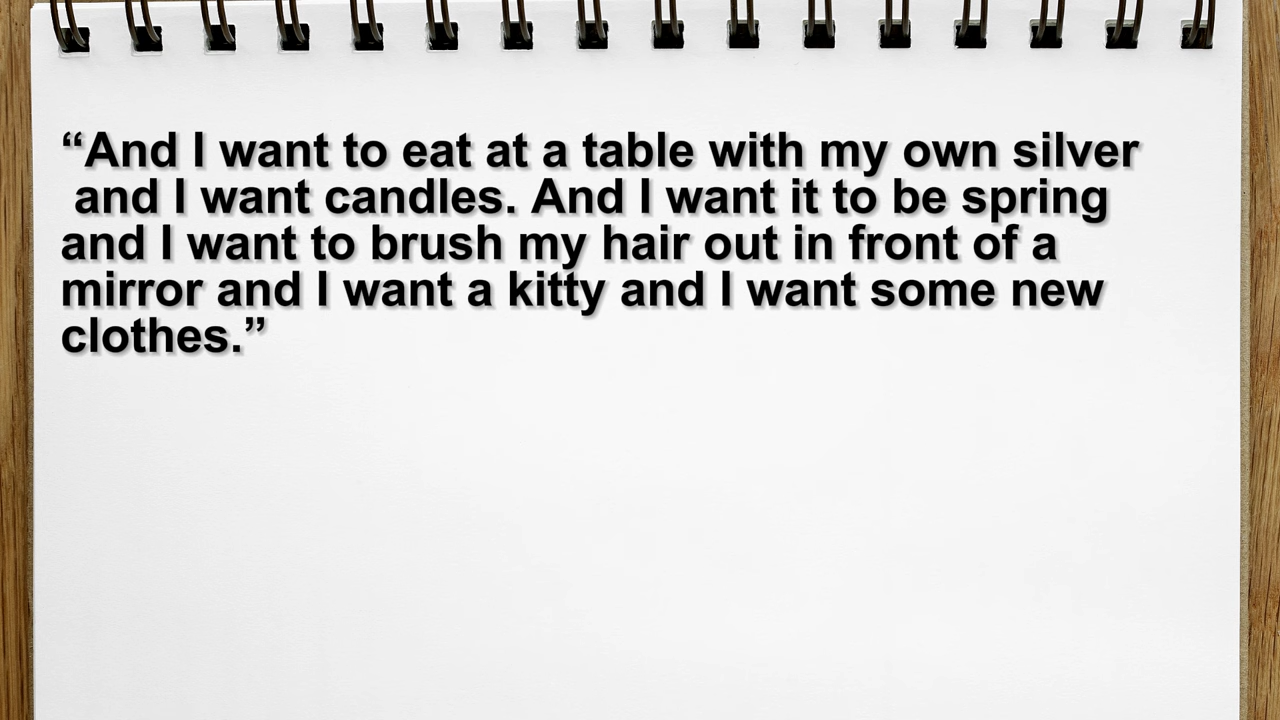 “And I want to eat at a table with my own silver
and I want candles. And I want it to be spring
and I want to brush my hair out in front of a
mirror and I want a kitty and I want some new
clothes.”